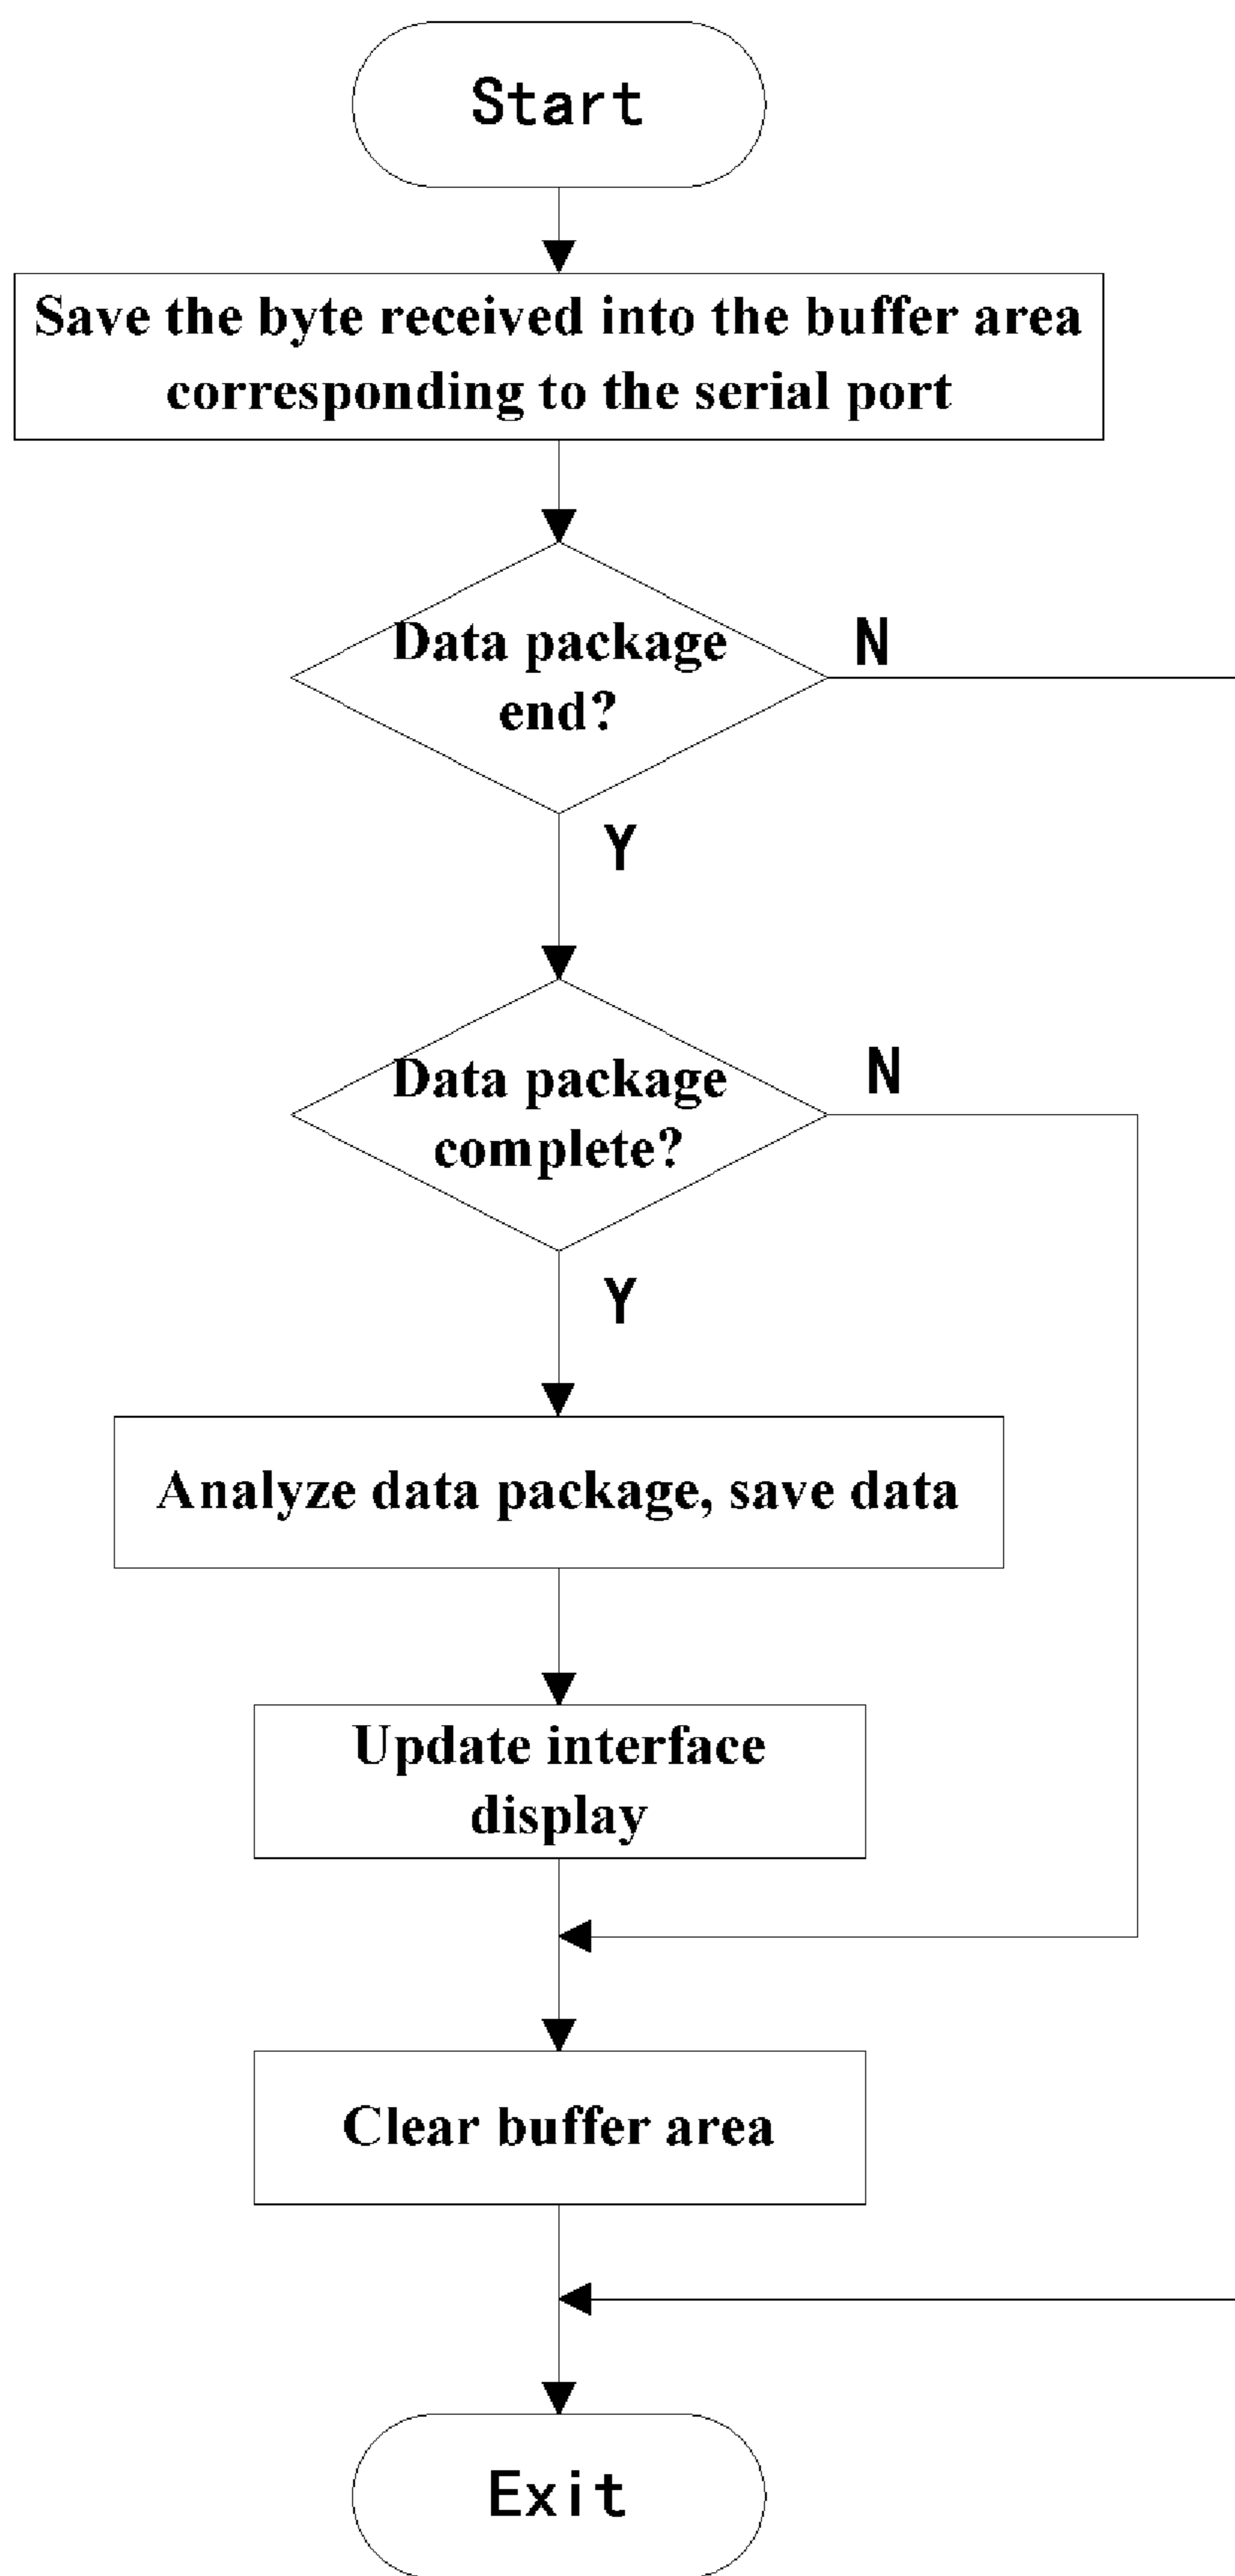 Start
Save the byte received into the buffer area
corresponding to the serial port
Data package
end?
N
Y
Data package
complete?
N
Y
Analyze data package, save data
Update interface
display
Clear buffer area
Exit